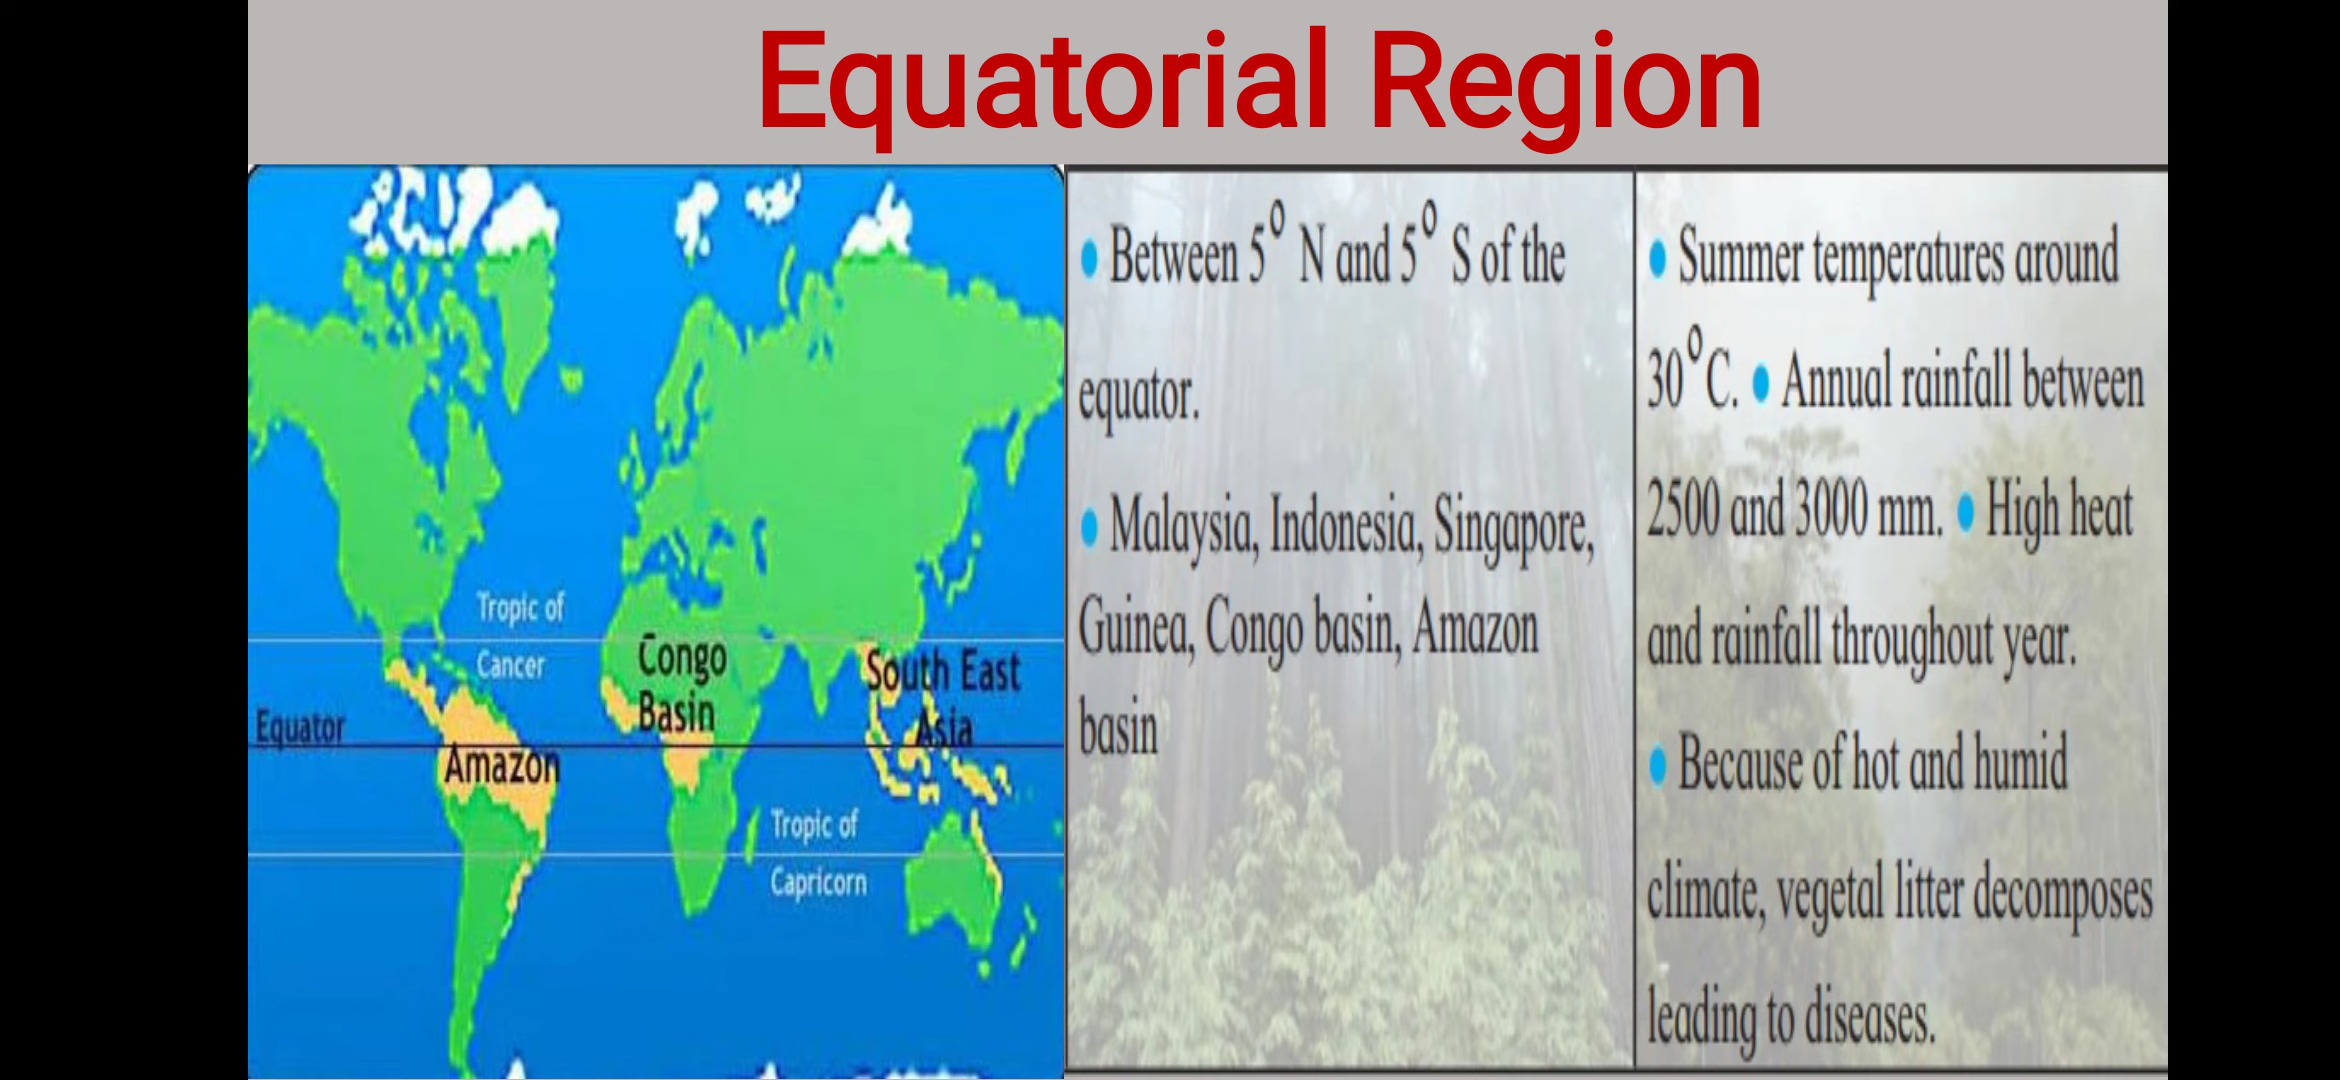 Equatorial Region
Tropic of
Cancer
Congo
Basin
South East
Asia
Equator
Amazon
Tropic of
Capricorn
• Between 5⁰ N and 5⁰ S of the
equator.
• Malaysia, Indonesia, Singapore,
Guinea, Congo basin, Amazon
basin
• Summer temperatures around
30⁰C. • Annual rainfall between
2500 and 3000 mm. • High heat
and rainfall throughout year.
• Because of hot and humid
climate, vegetal litter decomposes
leading to diseases.